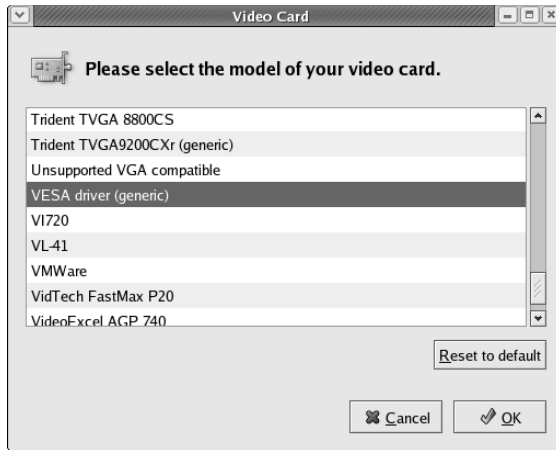 Video Card
Please select the model of your video card.
Trident TVGA 8800CS
Trident TVGA9200CXr (generic)
Unsupported VGA compatible
VESA driver (generic)
VI720
VL-41
VMWare
VidTech FastMax P20
VideoExcel AGP 740
Reset to default
Cancel
OK